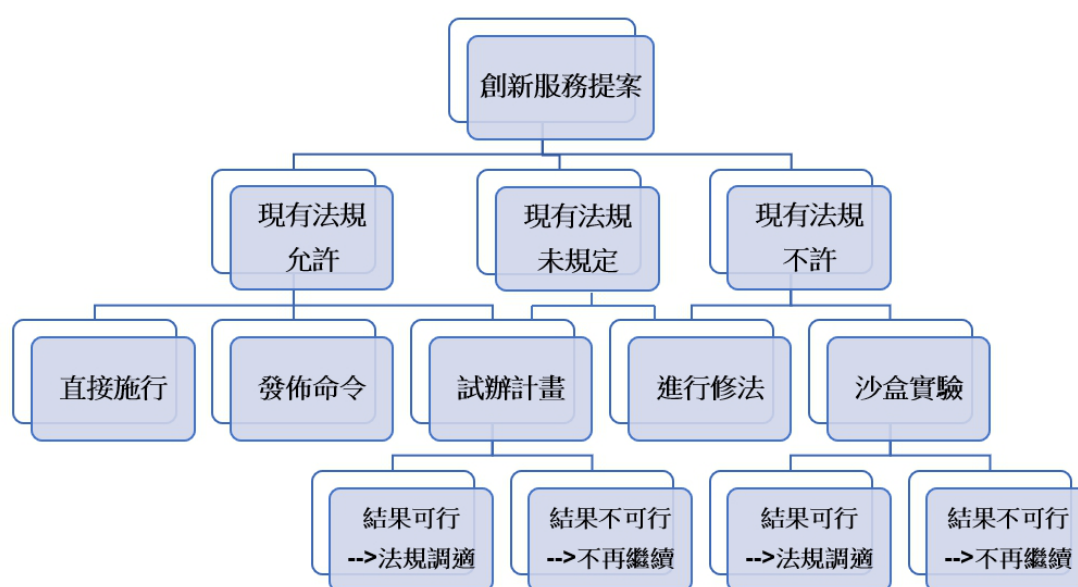 創新服務提案
現有法規
允許
現有法規
未規定
現有法規
不許
直接施行
發佈命令
試辦計畫
進行修法
沙盒實驗
結果可行
-->法規調適
結果不可行
-->不再繼續
結果可行
-->法規調適
結果不可行
-->不再繼續